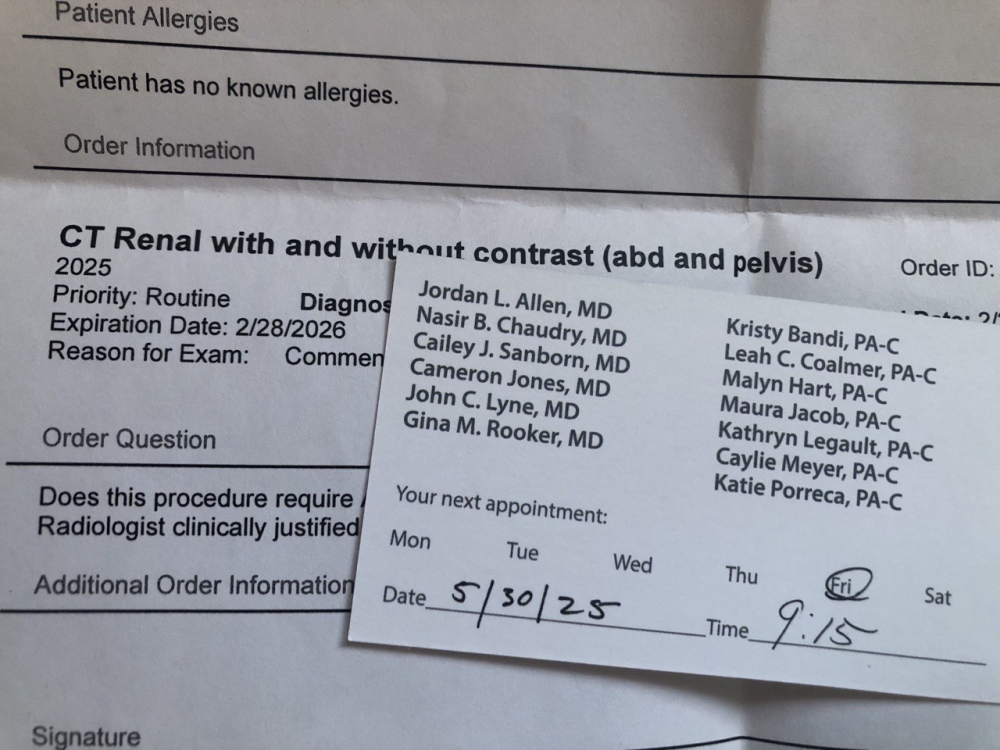 Patient Allergies
Patient has no known allergies.
Order Information
CT Renal with and without contrast (abd and pelvis)
Order ID:
2025
Priority: Routine Diagnos
Expiration Date: 2/28/2026
Reason for Exam: Commen
Order Question
Does this procedure require
Radiologist clinically justified
Additional Order Information
Signature
Jordan L. Allen, MD
Nasir B. Chaudry, MD
Cailey J. Sanborn, MD
Cameron Jones, MD
John C. Lyne, MD
Gina M. Rooker, MD
Kristy Bandi, PA-C
Leah C. Coalmer, PA-C
Malyn Hart, PA-C
Maura Jacob, PA-C
Kathryn Legault, PA-C
Caylie Meyer, PA-C
Katie Porreca, PA-C
Your next appointment:
Mon Tue Wed Thu Fri Sat
Date 5/30/25 Time 9:15